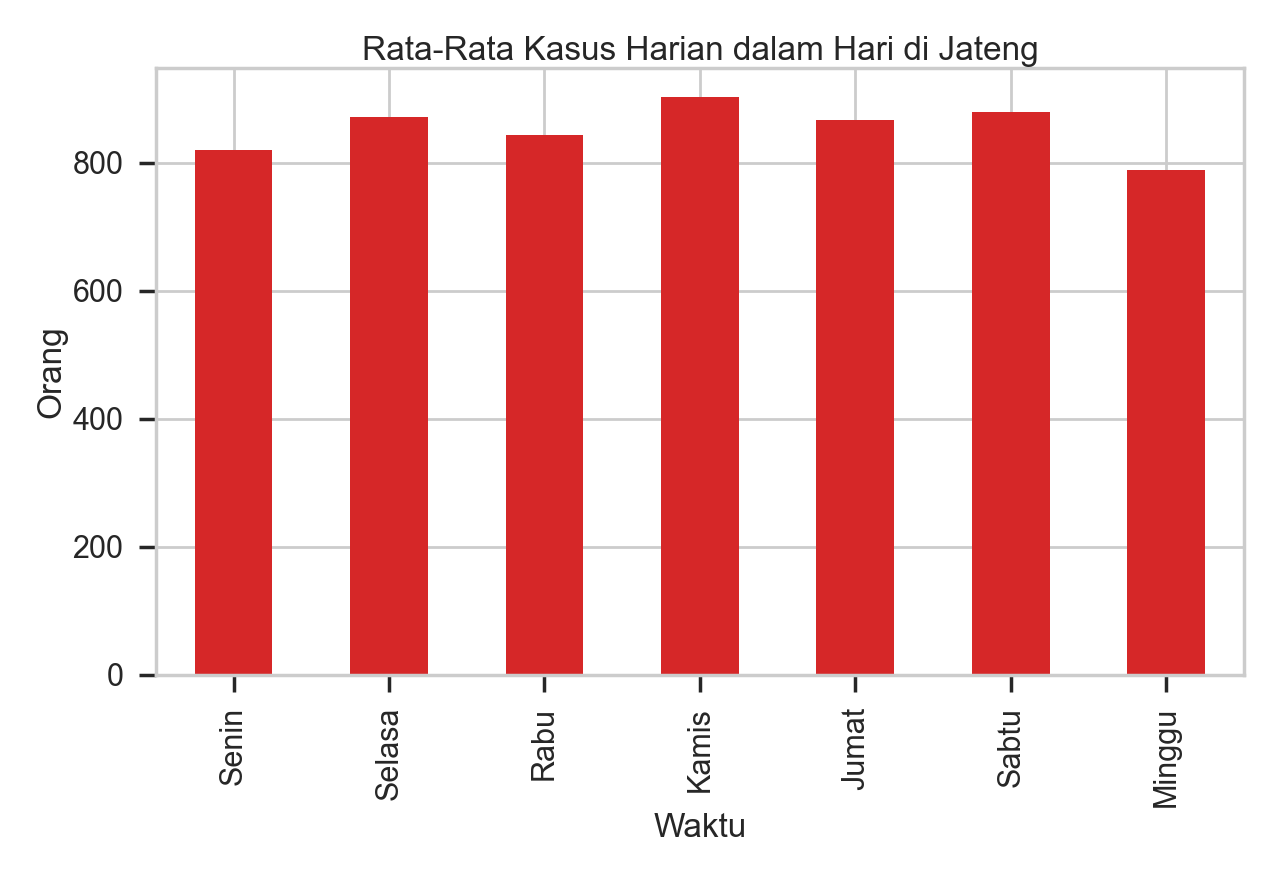 Rata-Rata Kasus Harian dalam Hari di Jateng
Orang
800
600
400
200
0
Senin
Selasa
Rabu
Kamis
Jumat
Sabtu
Minggu
Waktu